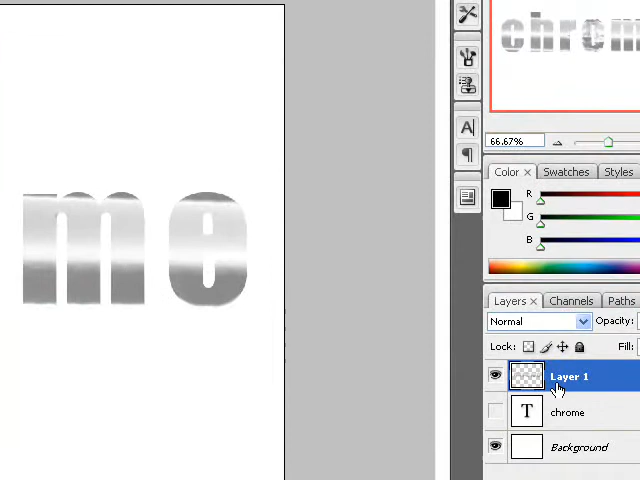 chrom
me
66.67%
Color × Swatches Styles
R
G
B
Layers × Channels Paths
Normal Opacity:
Lock: Fill:
Layer 1
T chrome
Background
A